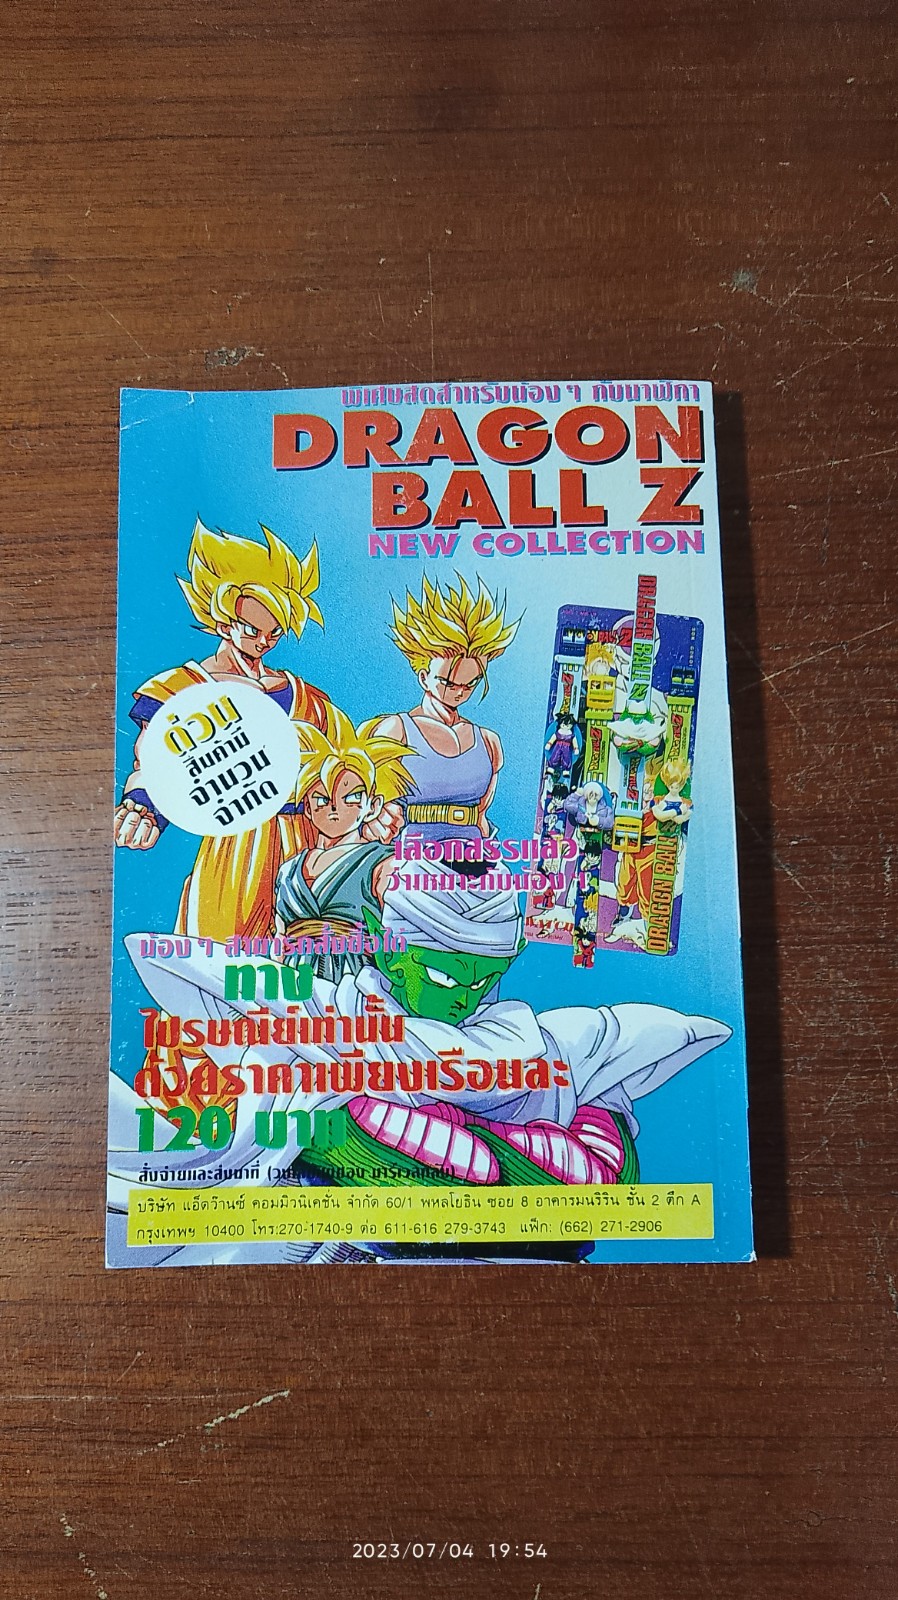 พิเศษสุดสำหรับน้อง ๆ กับนาฬิกา
DRAGON
BALL Z
NEW COLLECTION
DRAGON BALL Z
ด่วน
สินค้ามี
จำนวน
จำกัด
เลือกสรรแล้ว
ว่าเหมาะกับน้อง ๆ
DRAGON BALL
น้อง ๆ สามารถสั่งซื้อได้
ทาง
ไปรษณีย์เท่านั้น
ด้วยราคาเพียงเรือนละ
120 บาท
สั่งจ่ายและส่งมาที่
บริษัท แอ็ดว๊านซ์ คอมมิวนิเคชั่น จำกัด 60/1 พหลโยธิน ซอย 8 อาคารมนริริน ชั้น 2 ตึก A
กรุงเทพฯ 10400 โทร:270-1740-9 ต่อ 611-616 279-3743 แฟ็ก: (662) 271-2906
2023/07/04 19:54